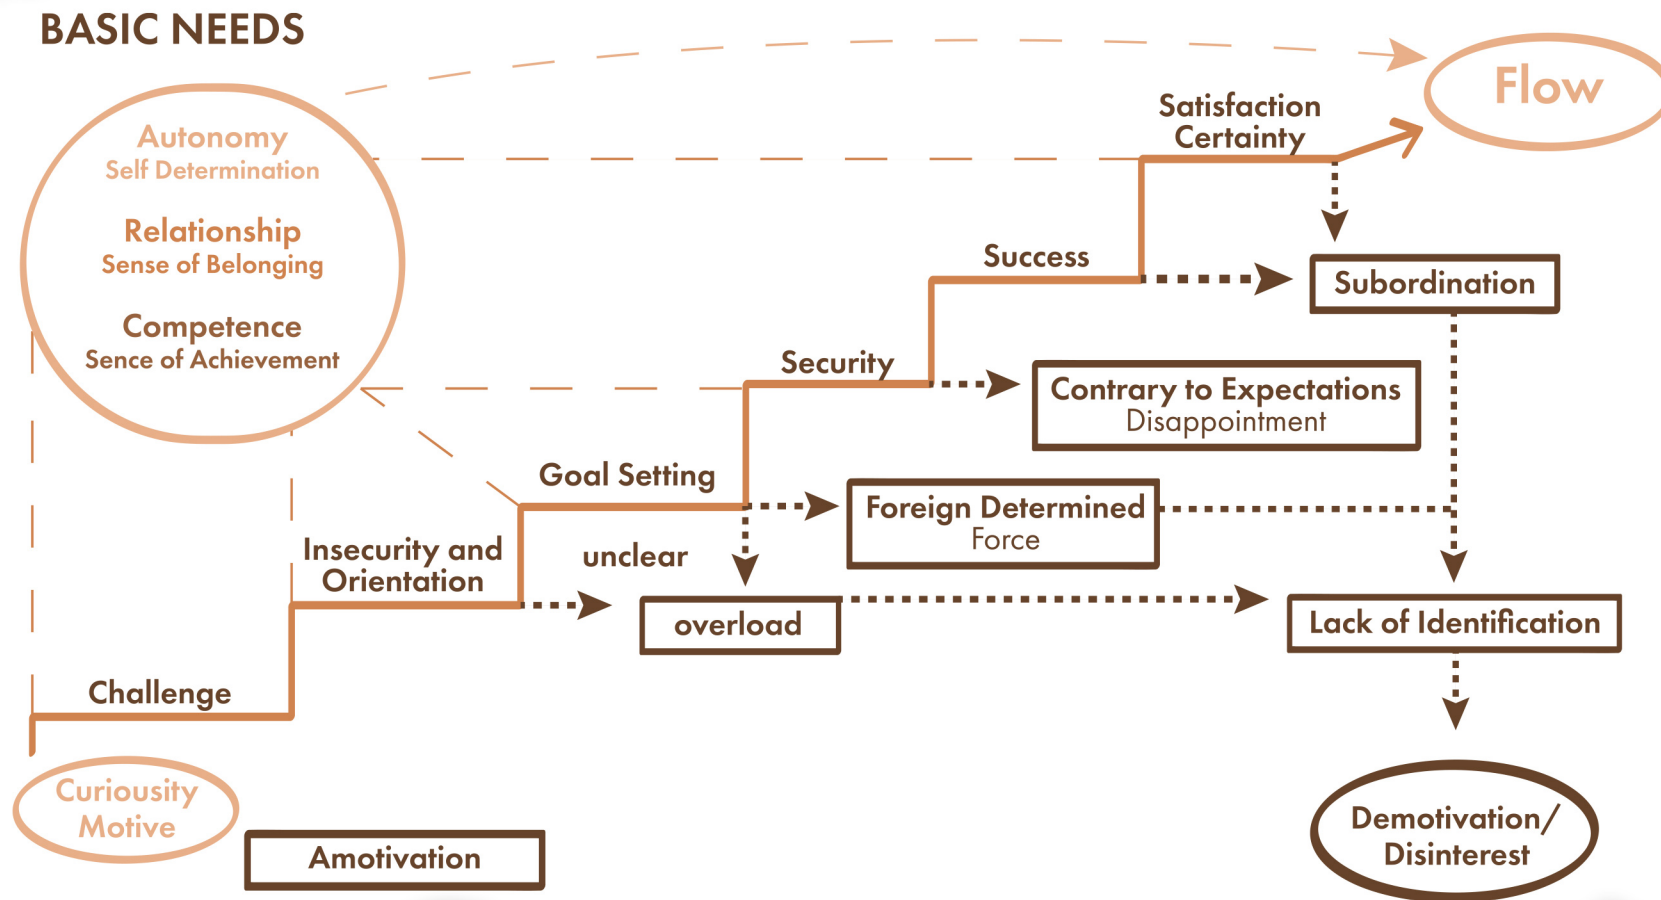 BASIC NEEDS
Autonomy
Self Determination
Relationship
Sense of Belonging
Competence
Sence of Achievement
Flow
Satisfaction
Certainty
Success
Subordination
Security
Contrary to Expectations
Disappointment
Goal Setting
Foreign Determined
Force
Insecurity and
Orientation
unclear
overload
Lack of Identification
Challenge
Curiousity
Motive
Amotivation
Demotivation/
Disinterest